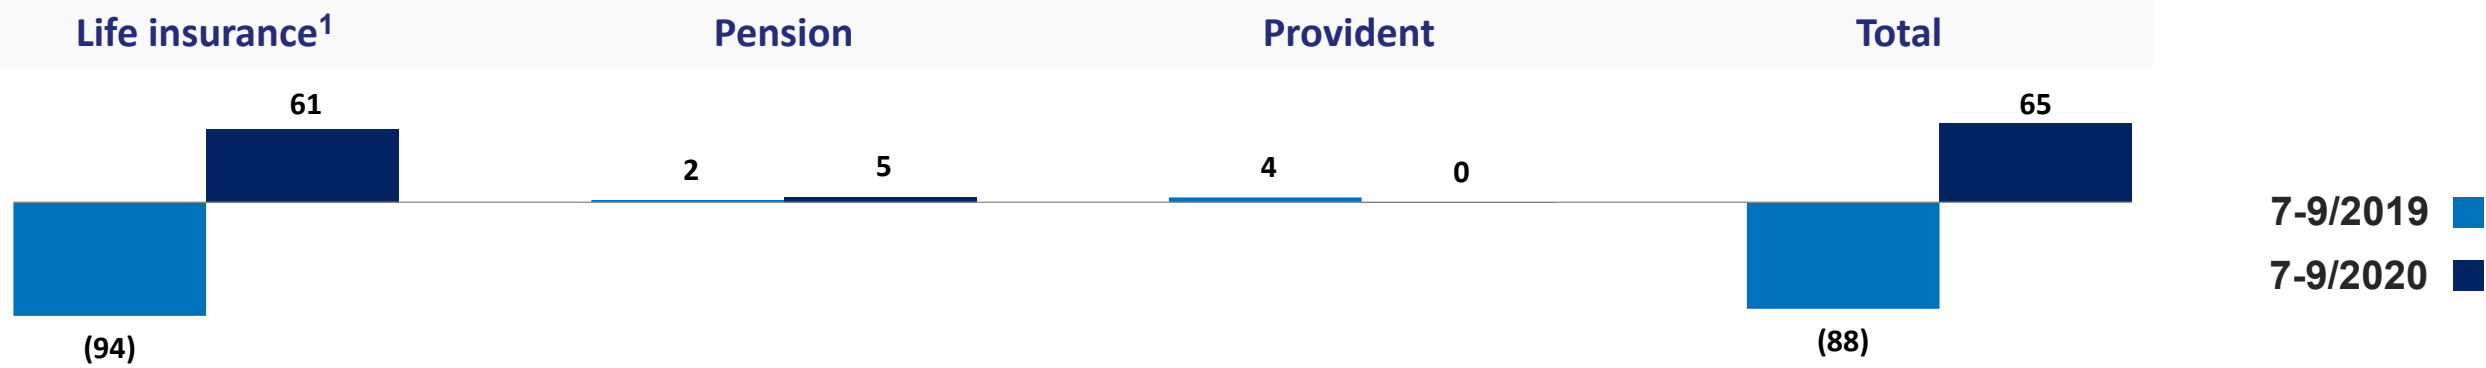 Life insurance1 Pension Provident Total
61 65
2 5 4 0
7-9/2019
7-9/2020
(94) (88)